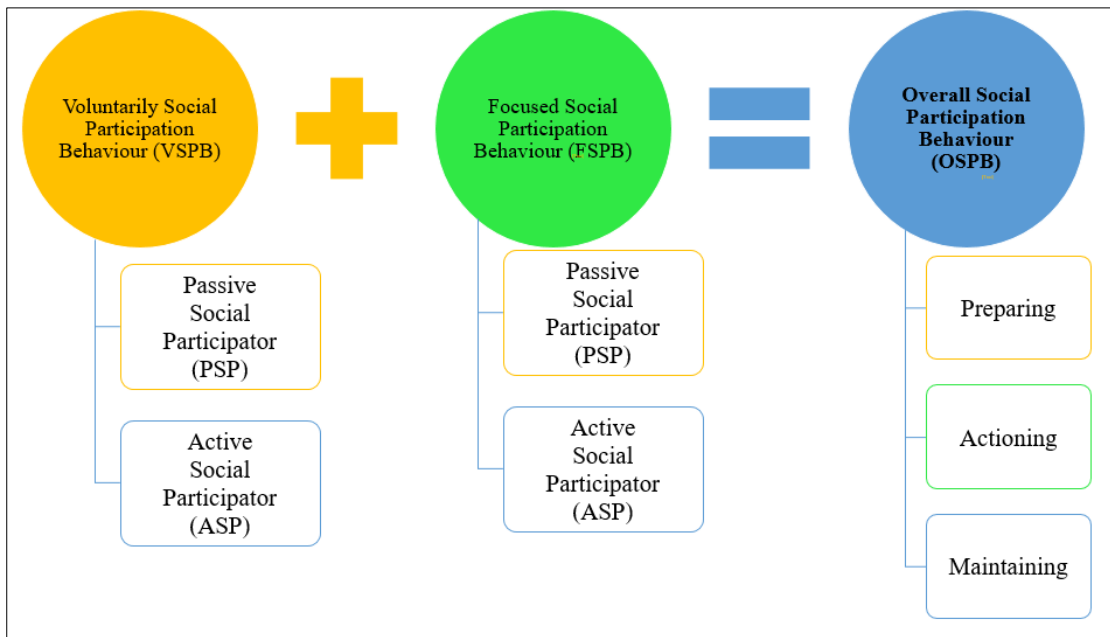 Voluntarily Social
Participation
Behaviour (VSPB)
Focused Social
Participation
Behaviour (FSPB)
Overall Social
Participation
Behaviour
(OSPB)
Passive
Social
Participator
(PSP)
Active
Social
Participator
(ASP)
Passive
Social
Participator
(PSP)
Active
Social
Participator
(ASP)
Preparing
Actioning
Maintaining